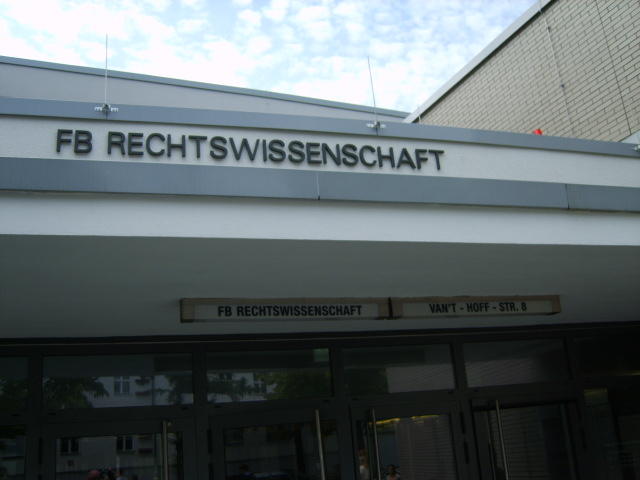 FB RECHTSWISSENSCHAFT
FB RECHTSWISSENSCHAFT
VAN'T - HOFF - STR. 8